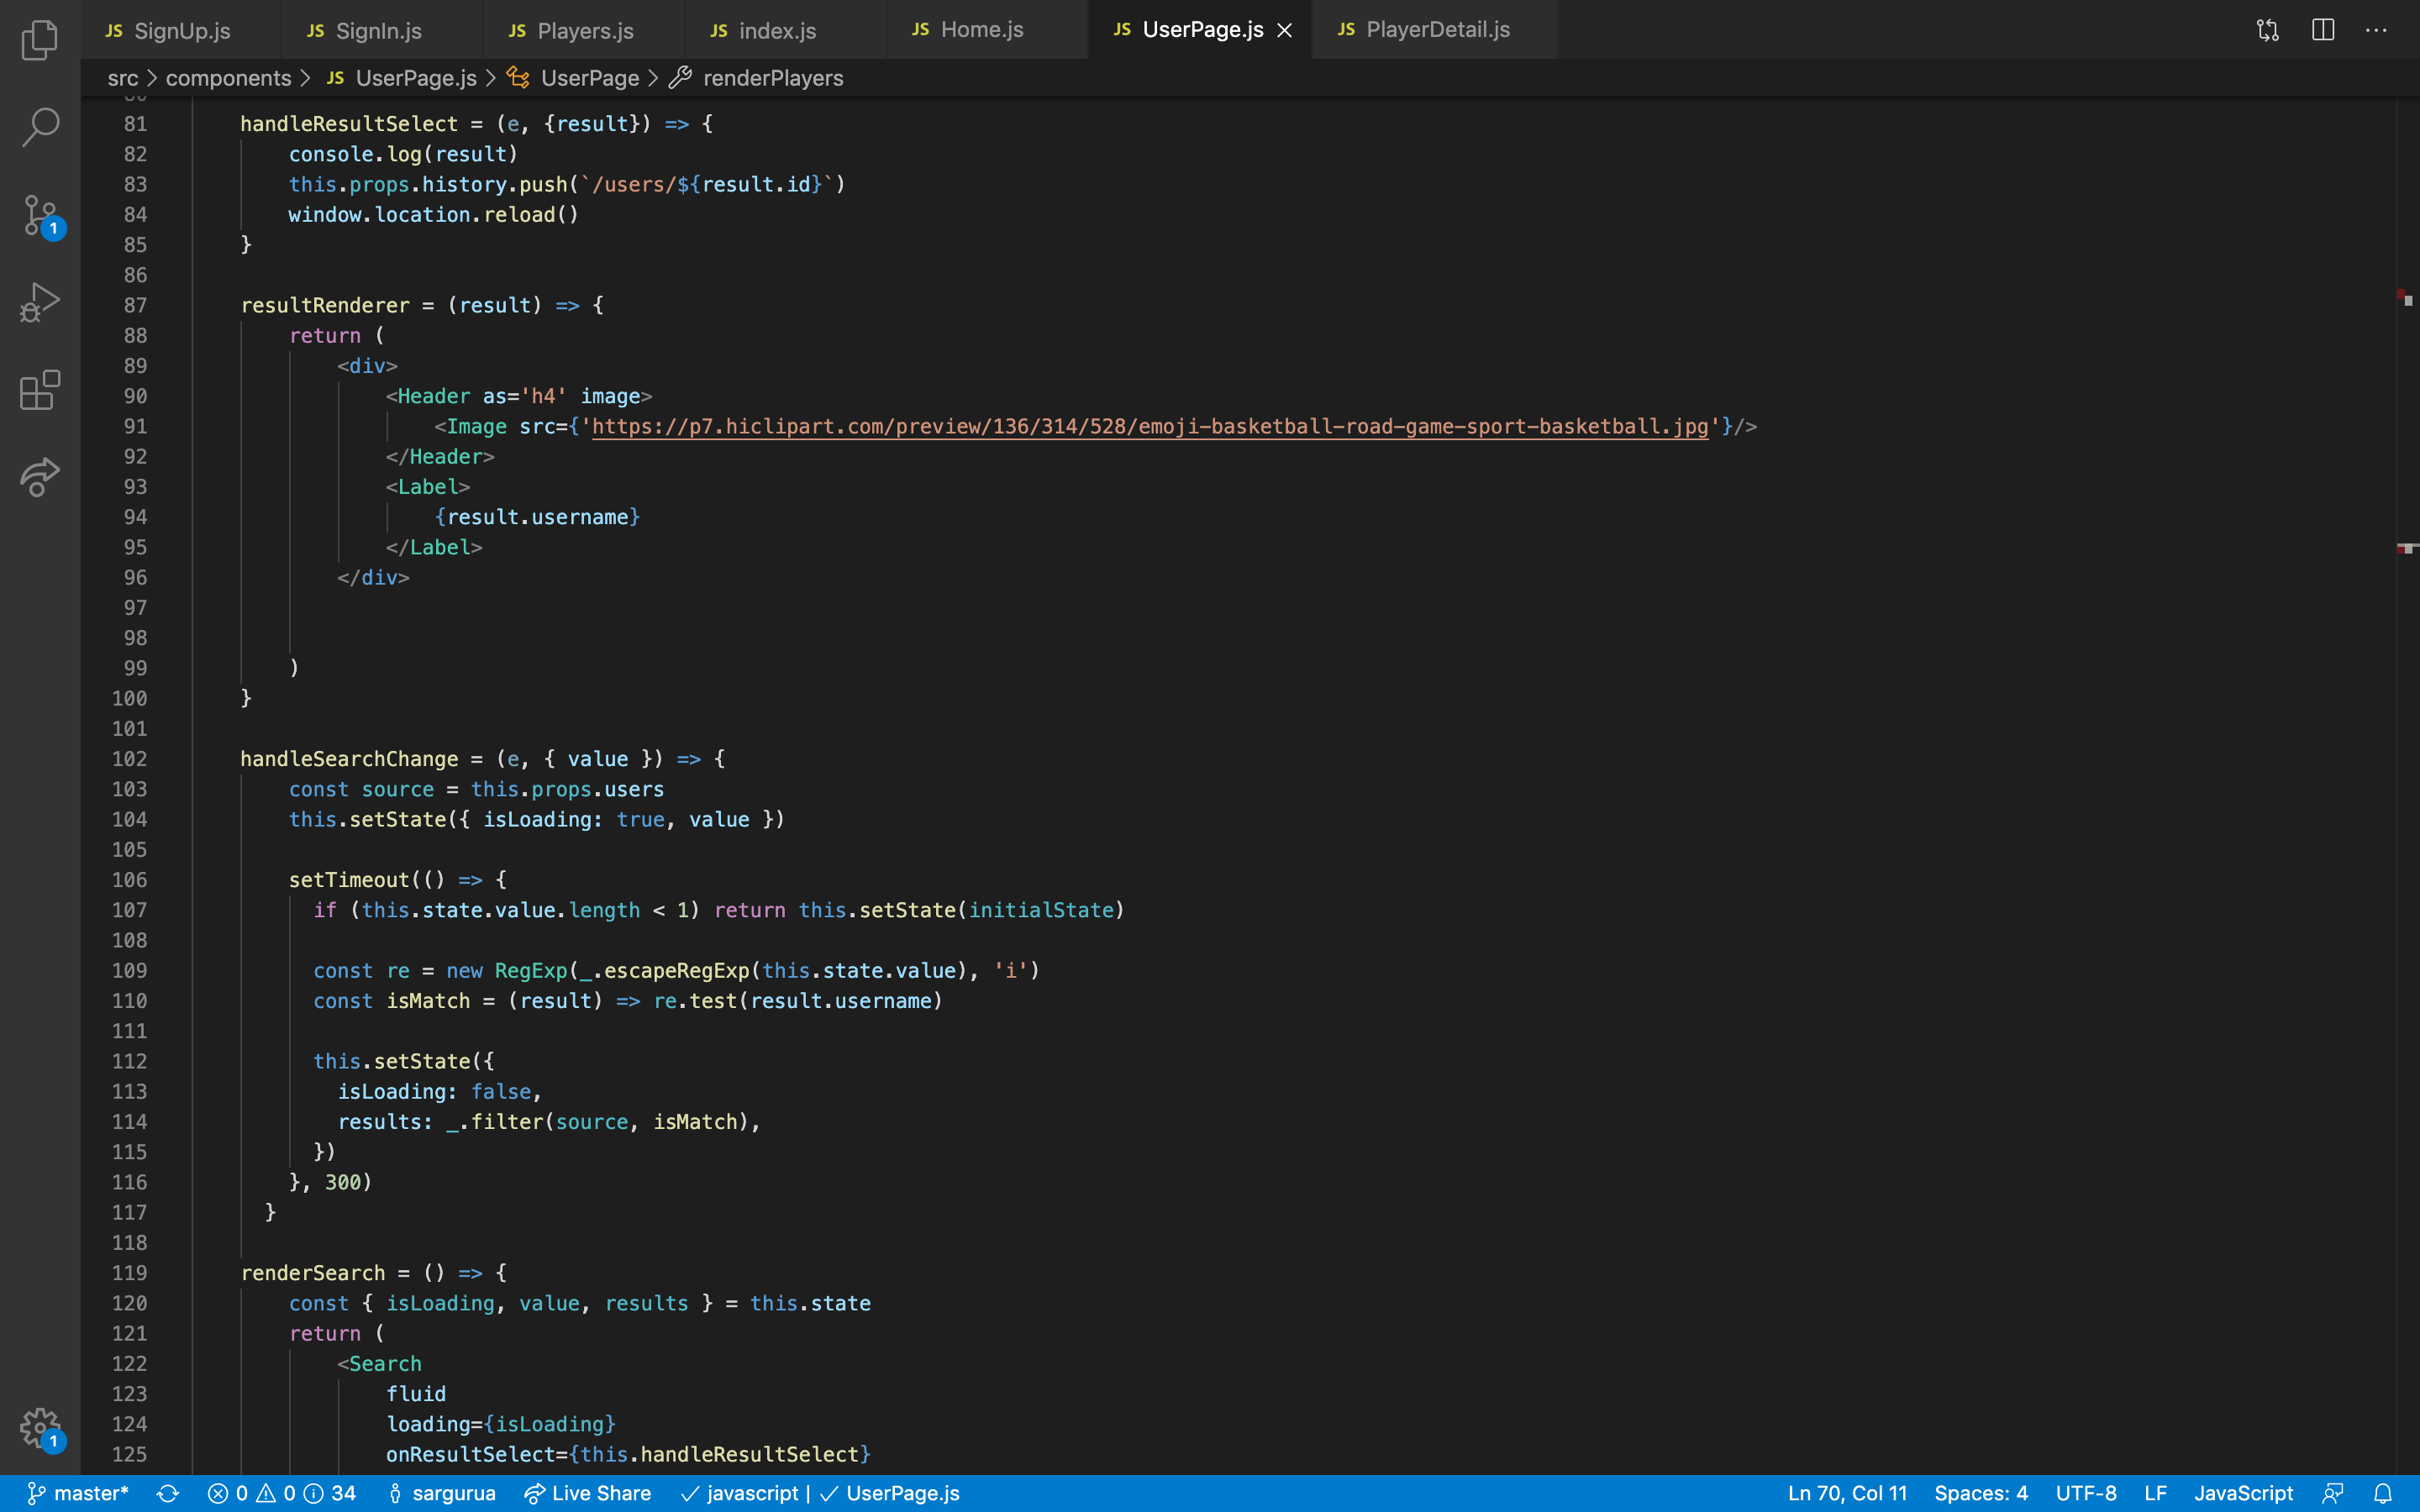 JS SignUp.js JS SignIn.js JS Players.js JS index.js JS Home.js JS UserPage.js JS PlayerDetail.js
src > components > JS UserPage.js > UserPage > renderPlayers
80
81 handleResultSelect = (e, {result}) => {
82 console.log(result)
83 this.props.history.push(`/users/${result.id}`)
84 window.location.reload()
85 }
86
87 resultRenderer = (result) => {
88 return (
89 <div>
90 <Header as='h4' image>
91 <Image src={'https://p7.hiclipart.com/preview/136/314/528/emoji-basketball-road-game-sport-basketball.jpg'}/>
92 </Header>
93 <Label>
94 {result.username}
95 </Label>
96 </div>
97
98
99 )
100 }
101
102 handleSearchChange = (e, { value }) => {
103 const source = this.props.users
104 this.setState({ isLoading: true, value })
105
106 setTimeout(() => {
107 if (this.state.value.length < 1) return this.setState(initialState)
108
109 const re = new RegExp(_.escapeRegExp(this.state.value), 'i')
110 const isMatch = (result) => re.test(result.username)
111
112 this.setState({
113 isLoading: false,
114 results: _.filter(source, isMatch),
115 })
116 }, 300)
117 }
118
119 renderSearch = () => {
120 const { isLoading, value, results } = this.state
121 return (
122 <Search
123 fluid
124 loading={isLoading}
125 onResultSelect={this.handleResultSelect}
1
1
master* 0 0 34 sargurua Live Share javascript | UserPage.js Ln 70, Col 11 Spaces: 4 UTF-8 LF JavaScript